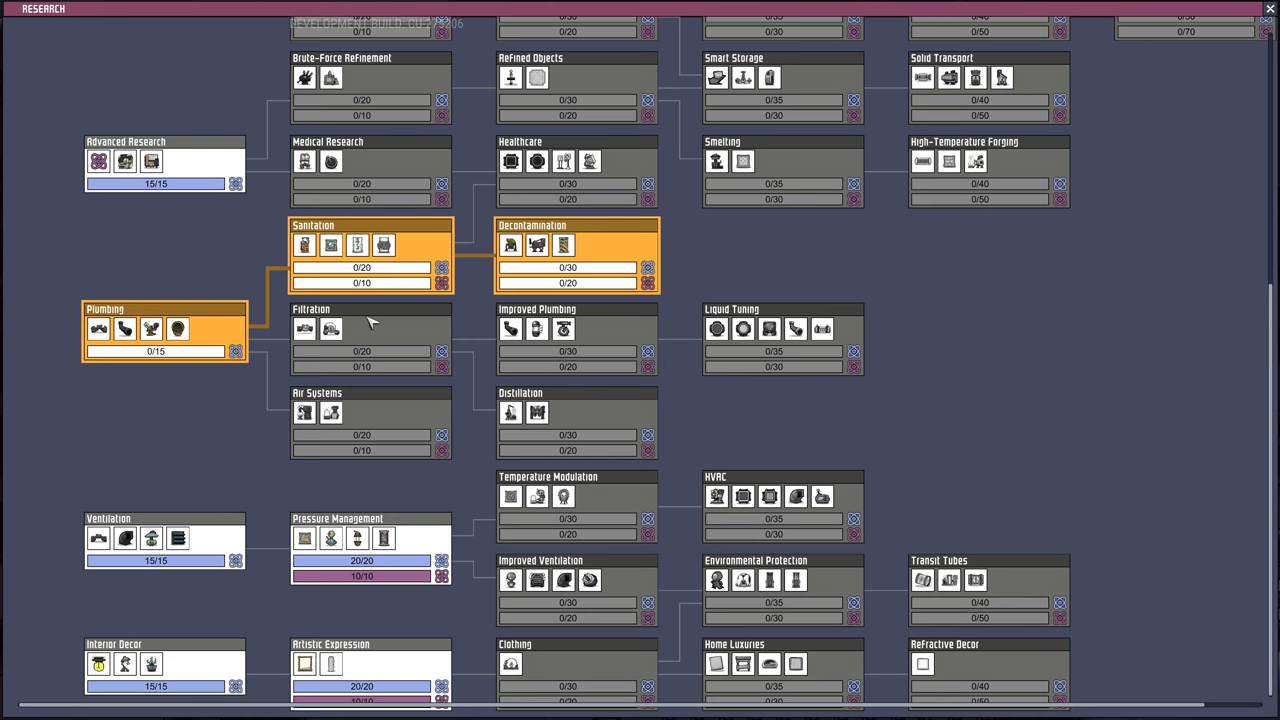 RESEARCH
DEVELOPMENT BUILD: CU-273206
0/10
0/20
0/30
0/50
0/70
Brute-Force Refinement
Refined Objects
Smart Storage
Solid Transport
0/20
0/30
0/35
0/40
0/10
0/20
0/30
0/50
Advanced Research
Medical Research
Healthcare
Smelting
High-Temperature Forging
15/15
0/20
0/30
0/35
0/40
0/10
0/20
0/30
0/50
Sanitation
Decontamination
0/20
0/30
0/10
0/20
Plumbing
Filtration
Improved Plumbing
Liquid Tuning
0/15
0/20
0/30
0/35
0/10
0/20
0/30
Air Systems
Distillation
0/20
0/30
0/10
0/20
Temperature Modulation
HVAC
0/30
0/35
0/20
0/30
Ventilation
Pressure Management
15/15
20/20
10/10
Improved Ventilation
Environmental Protection
Transit Tubes
0/30
0/35
0/40
0/20
0/30
0/50
Interior Decor
Artistic Expression
Clothing
Home Luxuries
Refractive Decor
15/15
20/20
0/30
0/35
0/40
10/10
0/20
0/30
0/50